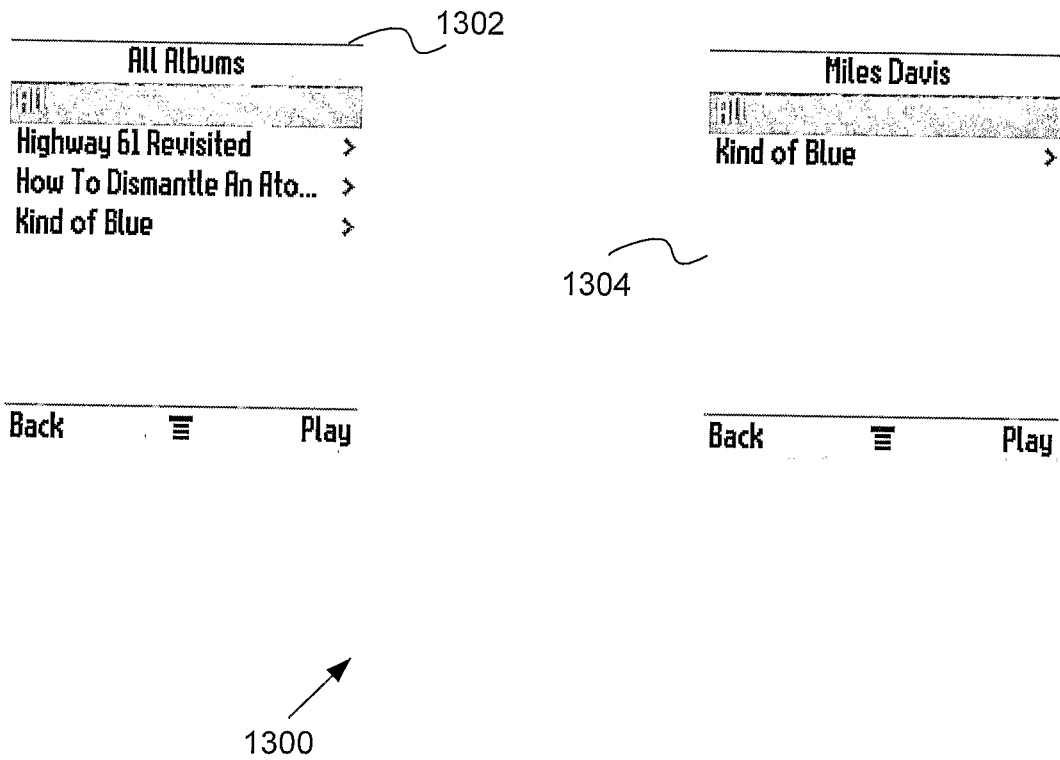 1302
All Albums
All
Highway 61 Revisited >
How To Dismantle An Ato... >
Kind of Blue >
Back Play
Miles Davis
All
Kind of Blue >
1304
Back Play
1300